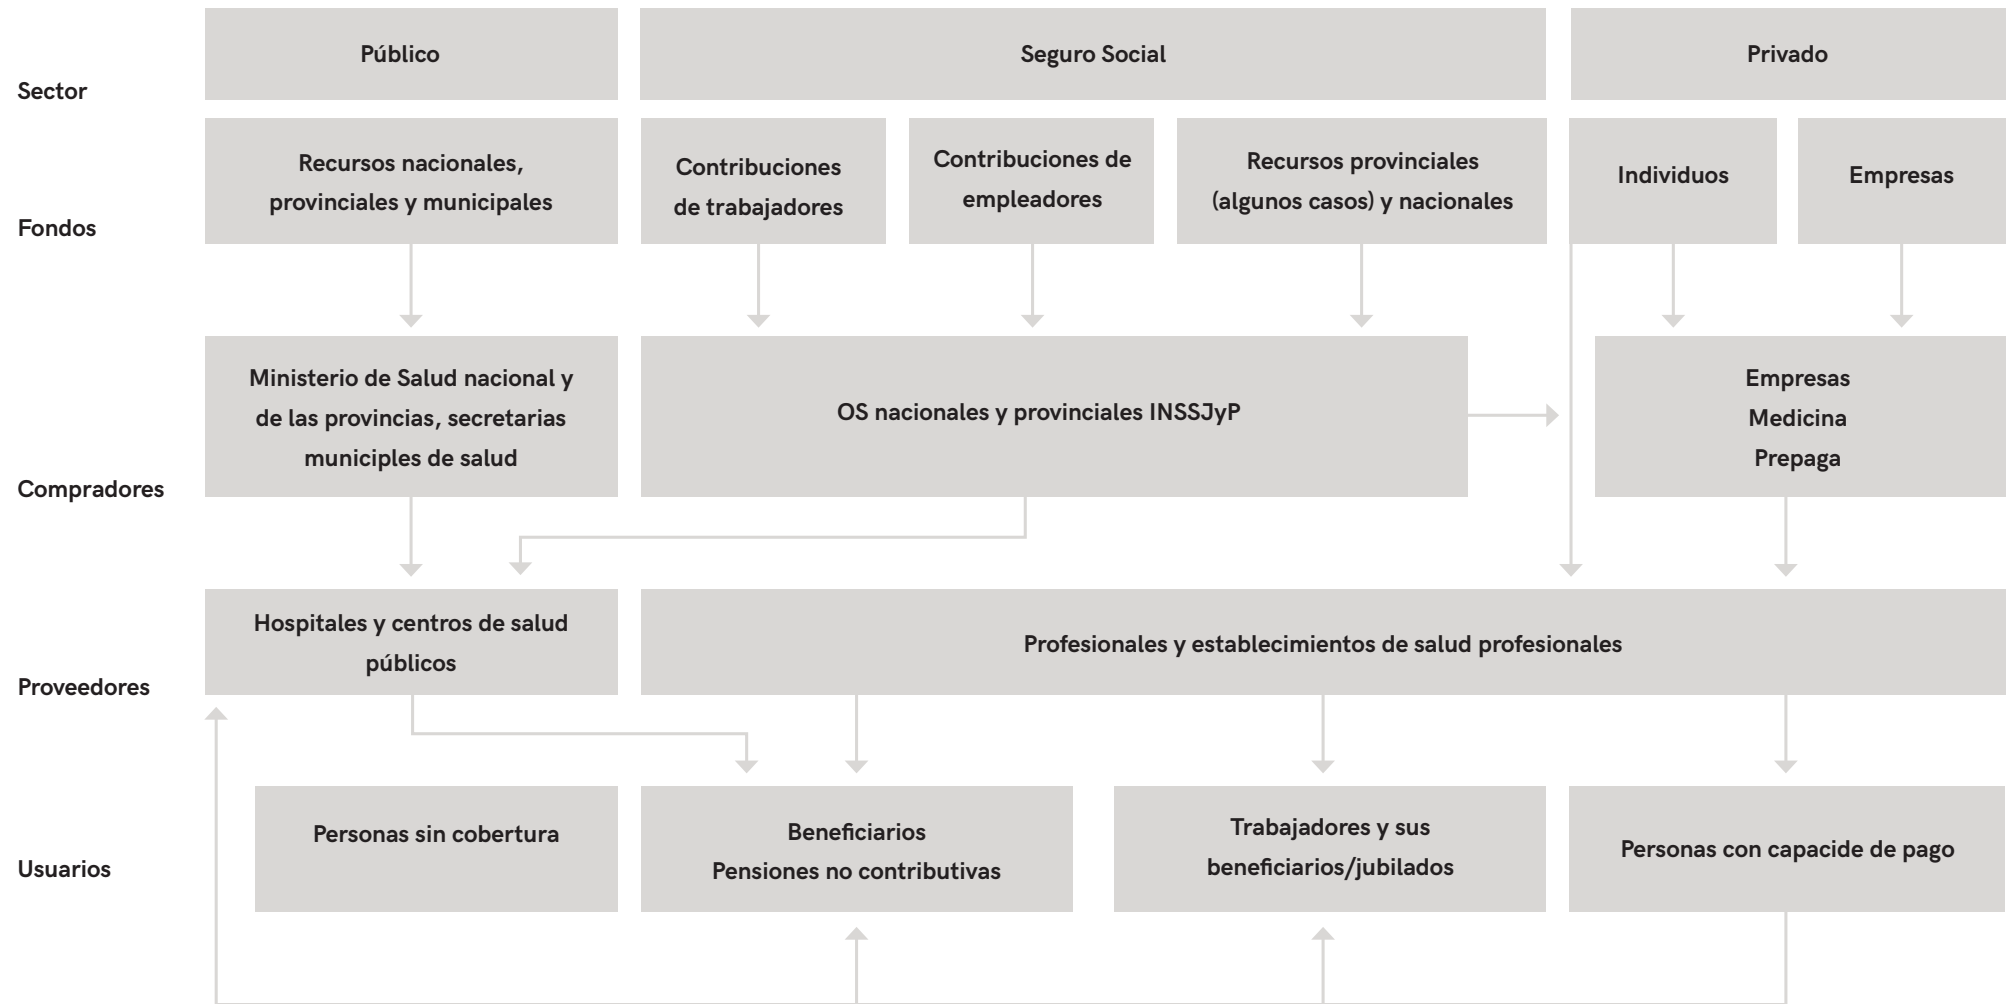 Sector
Público
Seguro Social
Privado
Fondos
Recursos nacionales,
provinciales y municipales
Contribuciones
de trabajadores
Contribuciones de
empleadores
Recursos provinciales
(algunos casos) y nacionales
Individuos
Empresas
Compradores
Ministerio de Salud nacional y
de las provincias, secretarias
municiples de salud
OS nacionales y provinciales INSSJyP
Empresas
Medicina
Prepaga
Proveedores
Hospitales y centros de salud
públicos
Profesionales y establecimientos de salud profesionales
Usuarios
Personas sin cobertura
Beneficiarios
Pensiones no contributivas
Trabajadores y sus
beneficiarios/jubilados
Personas con capacide de pago